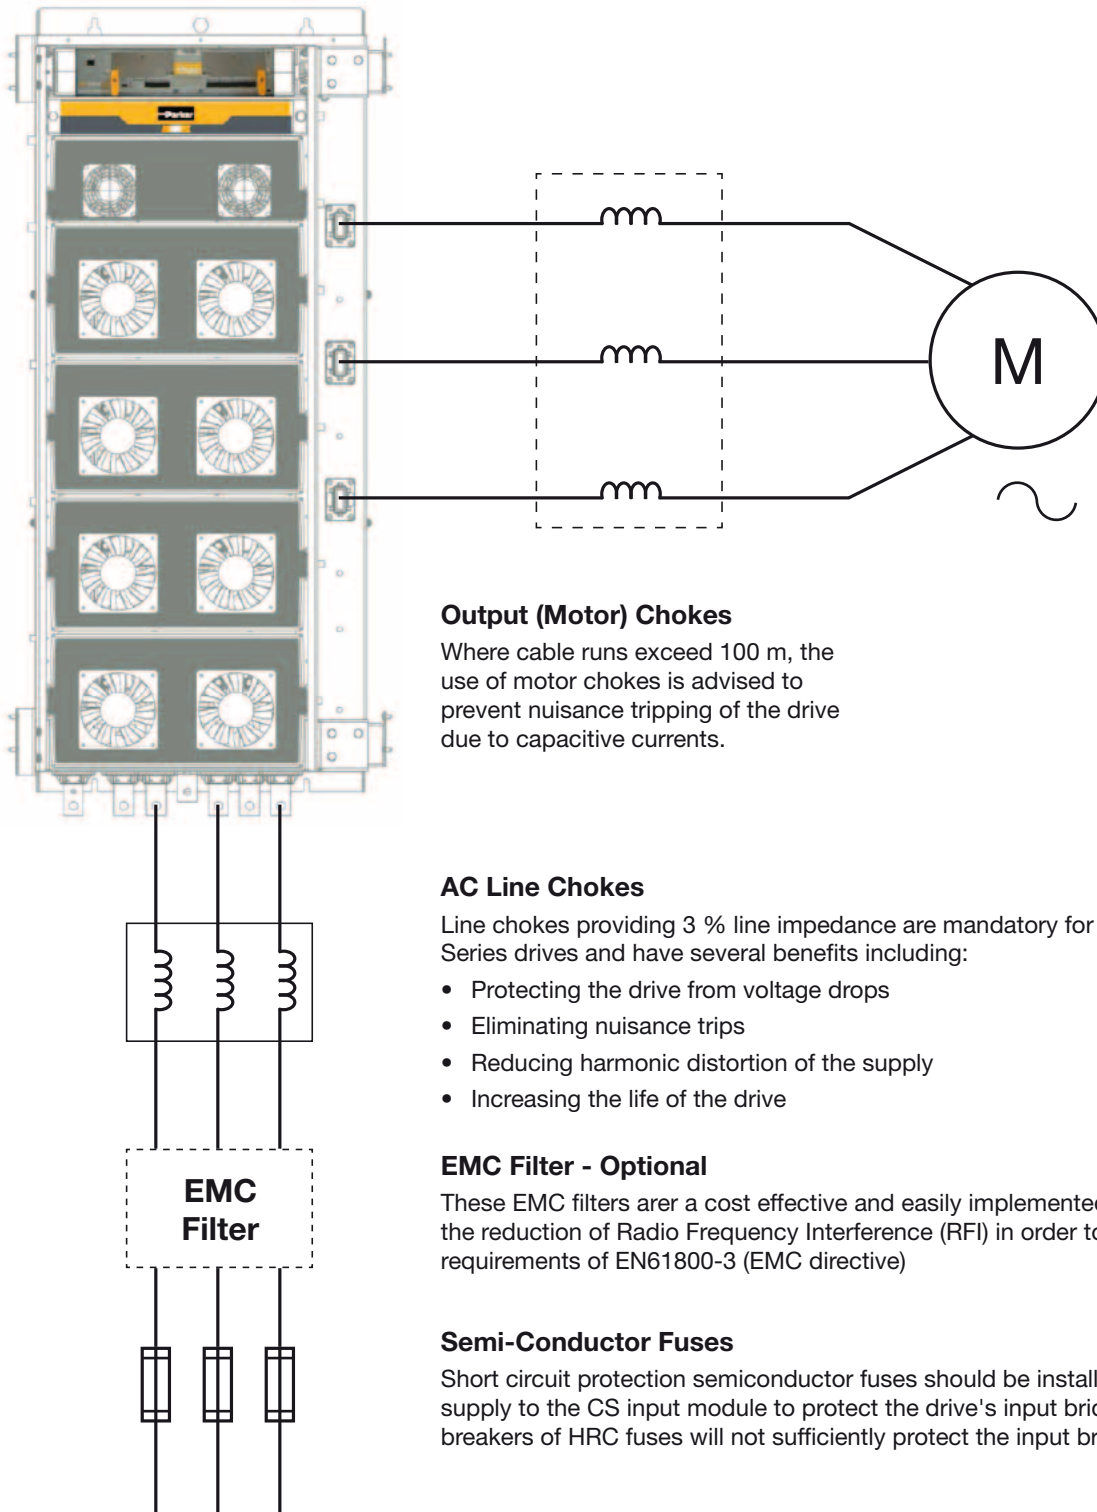 Parker
M
Output (Motor) Chokes
Where cable runs exceed 100 m, the
use of motor chokes is advised to
prevent nuisance tripping of the drive
due to capacitive currents.
AC Line Chokes
Line chokes providing 3 % line impedance are mandatory for
Series drives and have several benefits including:
• Protecting the drive from voltage drops
• Eliminating nuisance trips
• Reducing harmonic distortion of the supply
• Increasing the life of the drive
EMC
Filter
EMC Filter - Optional
These EMC filters arer a cost effective and easily implemented
the reduction of Radio Frequency Interference (RFI) in order to
requirements of EN61800-3 (EMC directive)
Semi-Conductor Fuses
Short circuit protection semiconductor fuses should be install
supply to the CS input module to protect the drive's input brid
breakers of HRC fuses will not sufficiently protect the input br